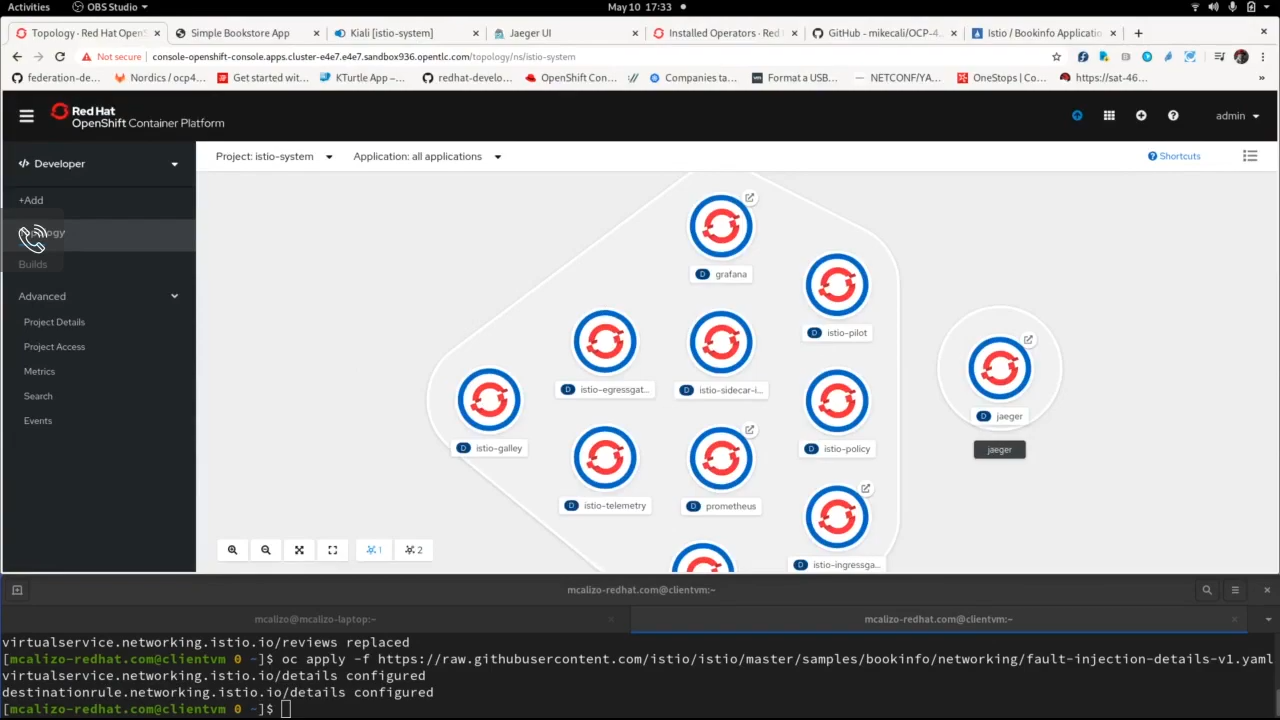 Activities OBS Studio May 10 17:33
Topology · Red Hat OpenS Simple Bookstore App Kiali [istio-system] Jaeger UI Installed Operators · Red H GitHub - mikecali/OCP-4 Istio / Bookinfo Applicatio
Not secure console-openshift-console.apps.cluster-e4e7.e4e7.sandbox936.opentlc.com/topology/ns/istio-system
federation-de… Nordics / ocp4… Get started wi… KTurtle App –… redhat-develo… OpenShift Con… Companies ta… Format a USB… NETCONF/YA… OneStops | Co… https://sat-46… »
Red Hat
OpenShift Container Platform
admin
Developer
Project: istio-system Application: all applications Shortcuts
+Add
Topology
Builds
Advanced
Project Details
Project Access
Metrics
Search
Events
D grafana
D istio-pilot
D istio-egressgat…
D istio-sidecar-i…
D jaeger
jaeger
D istio-galley
D istio-policy
D istio-telemetry
D prometheus
D istio-ingressga…
1 2
mcalizo-redhat.com@clientvm:~
mcalizo@mcalizo-laptop:~ mcalizo-redhat.com@clientvm:~
virtualservice.networking.istio.io/reviews replaced
[mcalizo-redhat.com@clientvm 0 ~]$ oc apply -f https://raw.githubusercontent.com/istio/istio/master/samples/bookinfo/networking/fault-injection-details-v1.yaml
virtualservice.networking.istio.io/details configured
destinationrule.networking.istio.io/details configured
[mcalizo-redhat.com@clientvm 0 ~]$